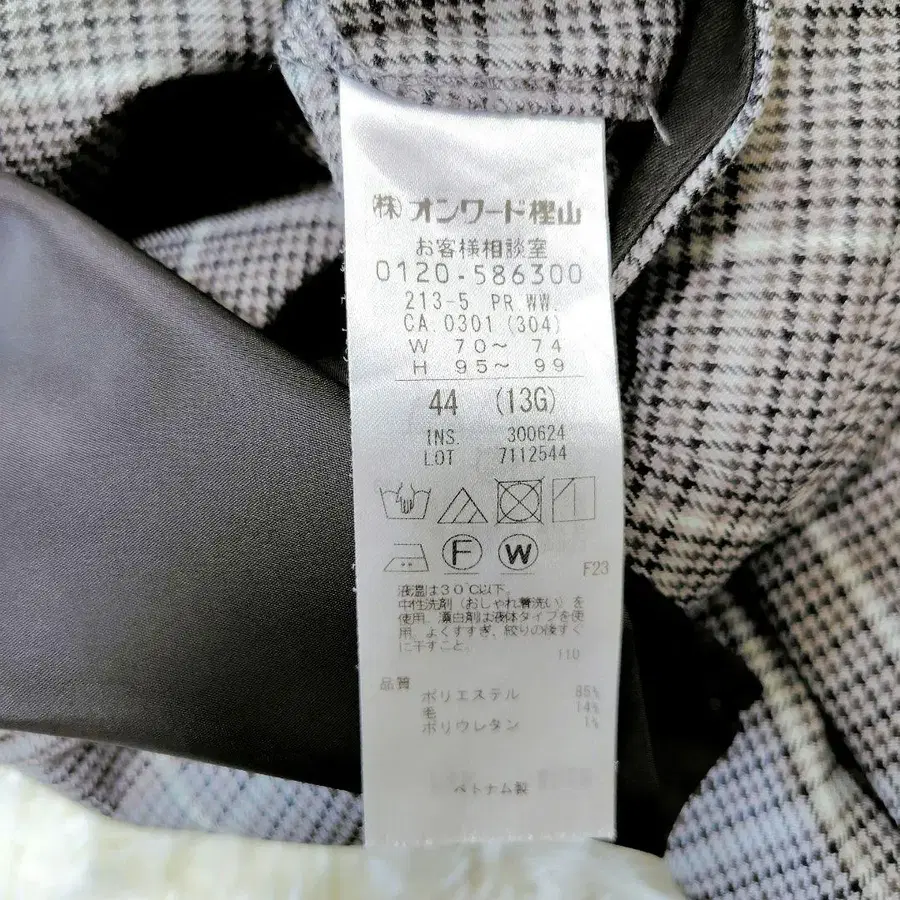 (株)オンワード樫山
お客様相談室
0120-586300
213-5 PR.WW.
CA.0301(304)
W 70～ 74
H 95～ 99
44 (13G)
INS. 300624
LOT 7112544
F
W
F23
液温は30℃以下。
中性洗剤(おしゃれ着洗い)を
使用。漂白剤は液体タイプを使
用。よくすすぎ、絞りの後すぐ
に干すこと。
110
品質
ポリエステル 85%
毛 14%
ポリウレタン 1%
ベトナム製